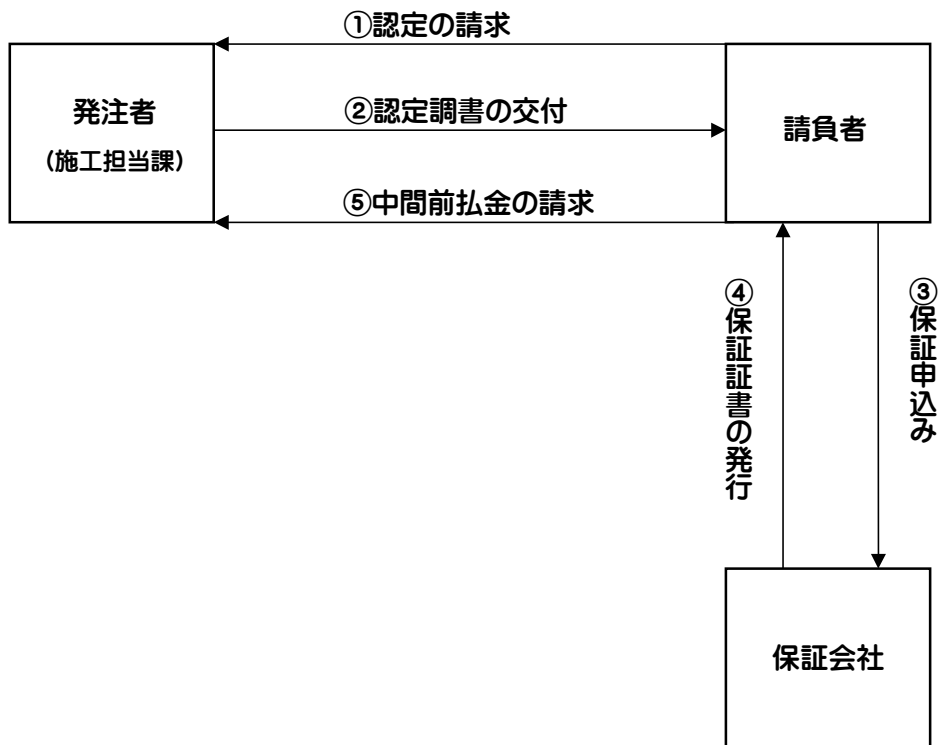 ①認定の請求
発注者
(施工担当課)
②認定調書の交付
請負者
⑤中間前払金の請求
④保証証書の発行
③保証申込み
保証会社